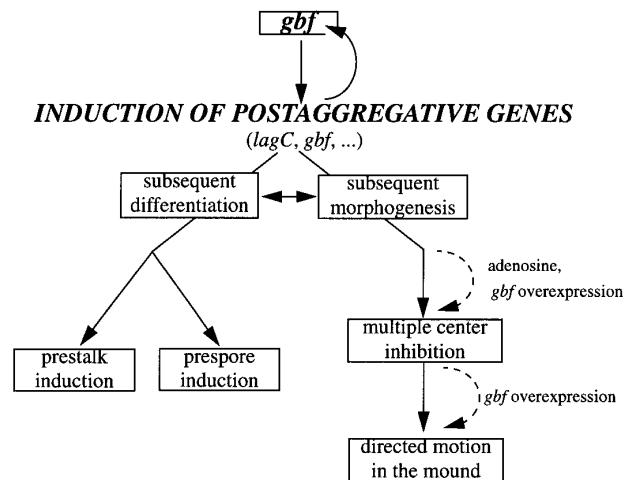 gbf
INDUCTION OF POSTAGGREGATIVE GENES
(lagC, gbf, ...)
subsequent
differentiation
subsequent
morphogenesis
adenosine,
gbf overexpression
multiple center
inhibition
prestalk
induction
prespore
induction
gbf overexpression
directed motion
in the mound